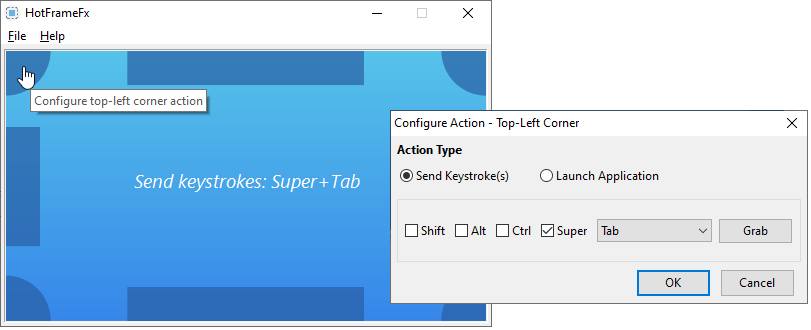 HotFrameFx
File Help
Configure top-left corner action
Send keystrokes: Super+Tab
Configure Action - Top-Left Corner
Action Type
Send Keystroke(s) Launch Application
Shift Alt Ctrl Super Tab Grab
OK Cancel